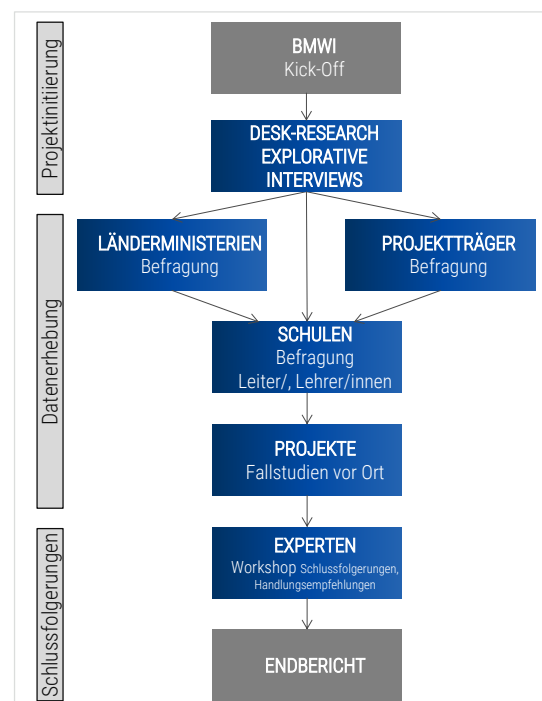 Projektinitiierung
BMWI
Kick-Off
DESK-RESEARCH
EXPLORATIVE
INTERVIEWS
Datenerhebung
LÄNDERMINISTERIEN
Befragung
PROJEKTTRÄGER
Befragung
SCHULEN
Befragung
Leiter/, Lehrer/innen
PROJEKTE
Fallstudien vor Ort
Schlussfolgerungen
EXPERTEN
Workshop Schlussfolgerungen,
Handlungsempfehlungen
ENDBERICHT